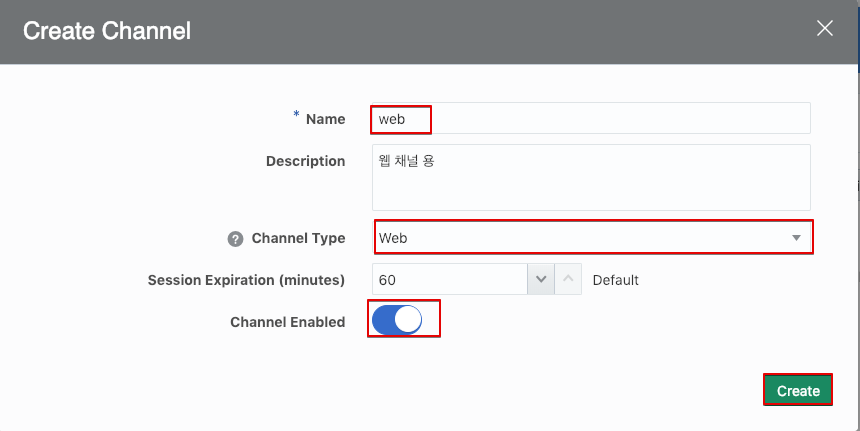 Create Channel
* Name web
Description 웹 채널 용
? Channel Type Web
Session Expiration (minutes) 60 Default
Channel Enabled
Create